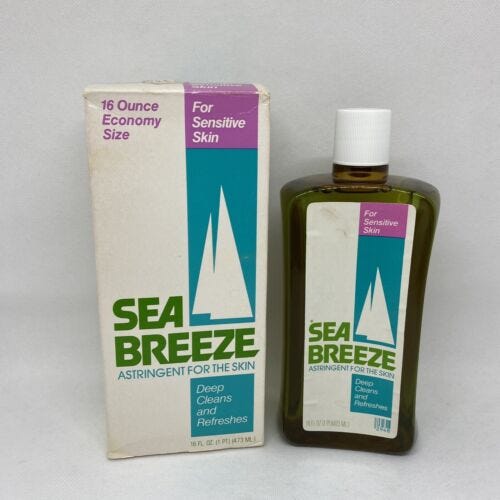 16 Ounce
Economy
Size
For
Sensitive
Skin
SEA
BREEZE
ASTRINGENT FOR THE SKIN
Deep
Cleans
and
Refreshes
16 FL. OZ. (1 PT.) (473 ML.)
For
Sensitive
Skin
SEA
BREEZE
ASTRINGENT FOR THE SKIN
Deep
Cleans
and
Refreshes